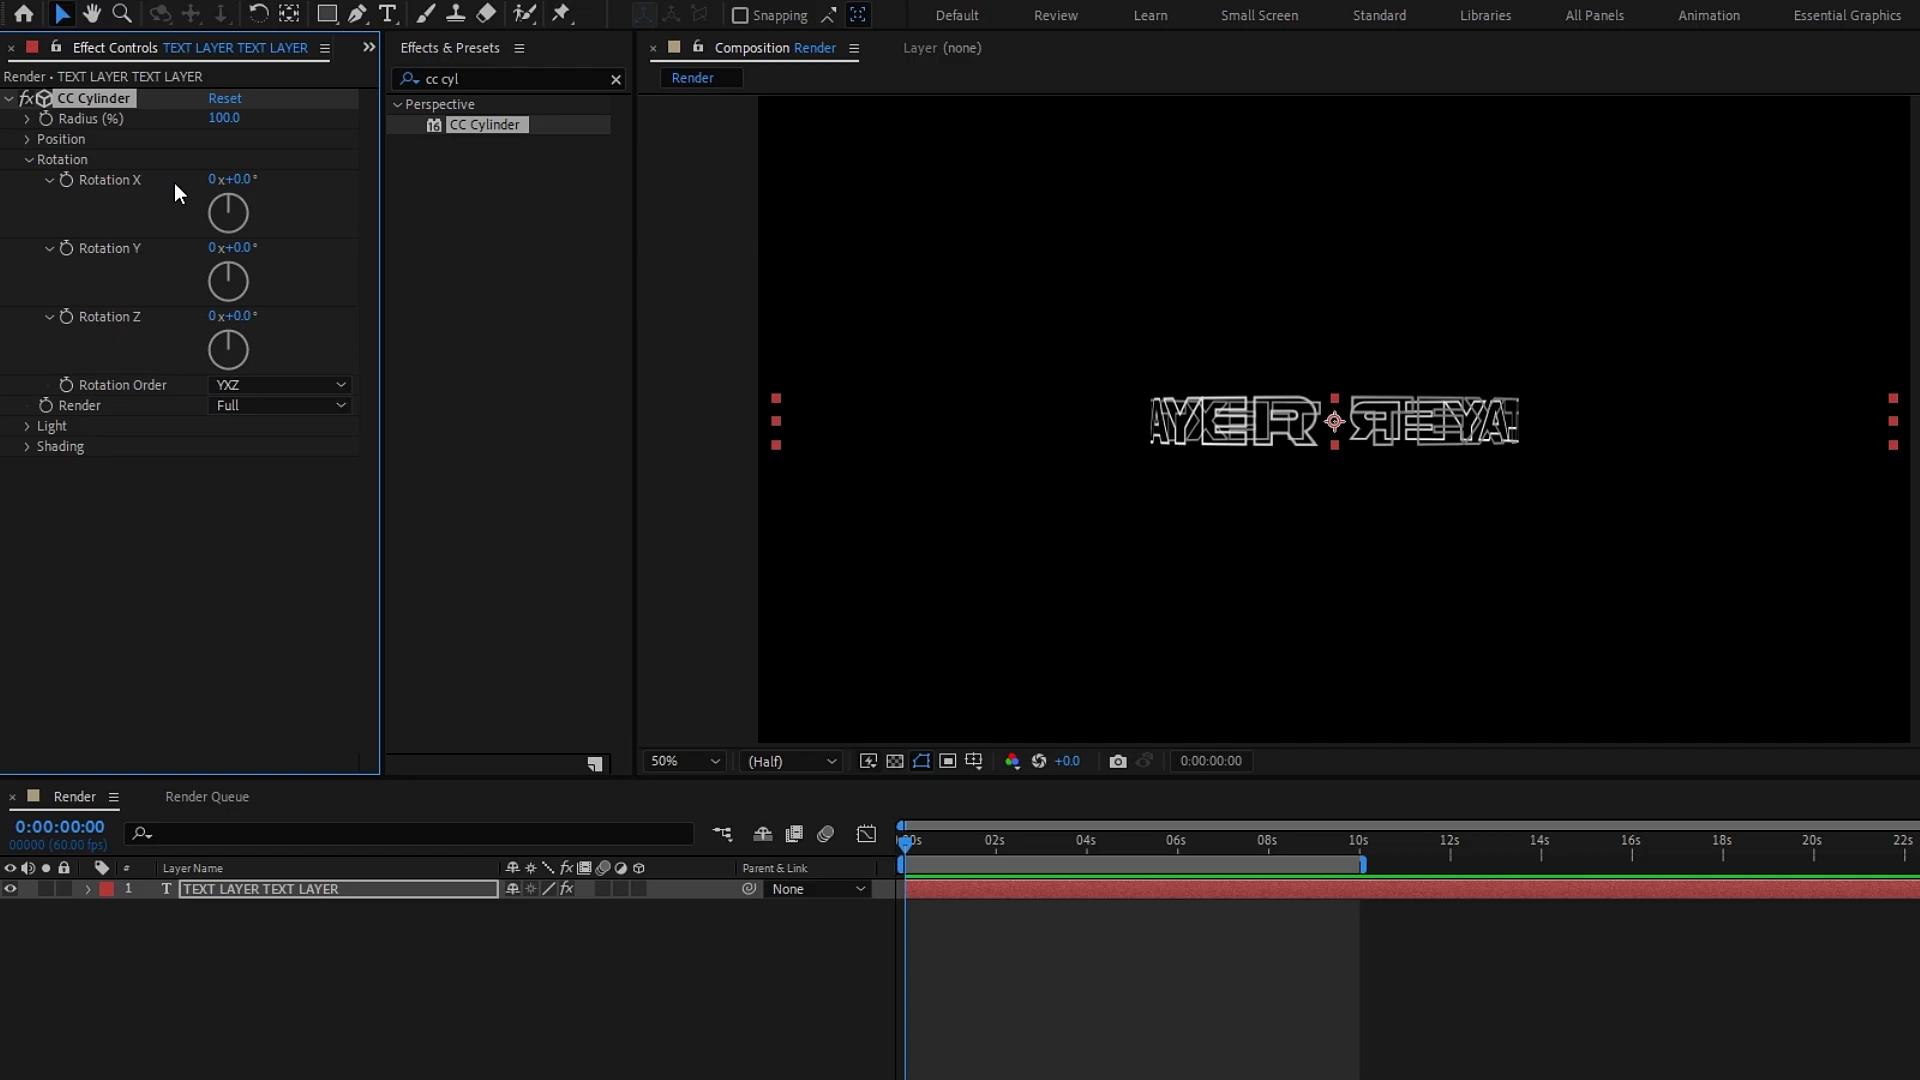 Snapping
Default
Review
Learn
Small Screen
Standard
Libraries
All Panels
Animation
Essential Graphics
Effect Controls TEXT LAYER TEXT LAYER
Render • TEXT LAYER TEXT LAYER
fx CC Cylinder Reset
Radius (%) 100.0
Position
Rotation
Rotation X 0x+0.0°
Rotation Y 0x+0.0°
Rotation Z 0x+0.0°
Rotation Order YXZ
Render Full
Light
Shading
Effects & Presets
cc cyl
Perspective
16 CC Cylinder
Composition Render
Layer (none)
Render
50% (Half) +0.0 0:00:00:00
Render
Render Queue
0:00:00:00
00000 (60.00 fps)
# Layer Name fx Parent & Link
1 T TEXT LAYER TEXT LAYER fx None
02s 04s 06s 08s 10s 12s 14s 16s 18s 20s 22s